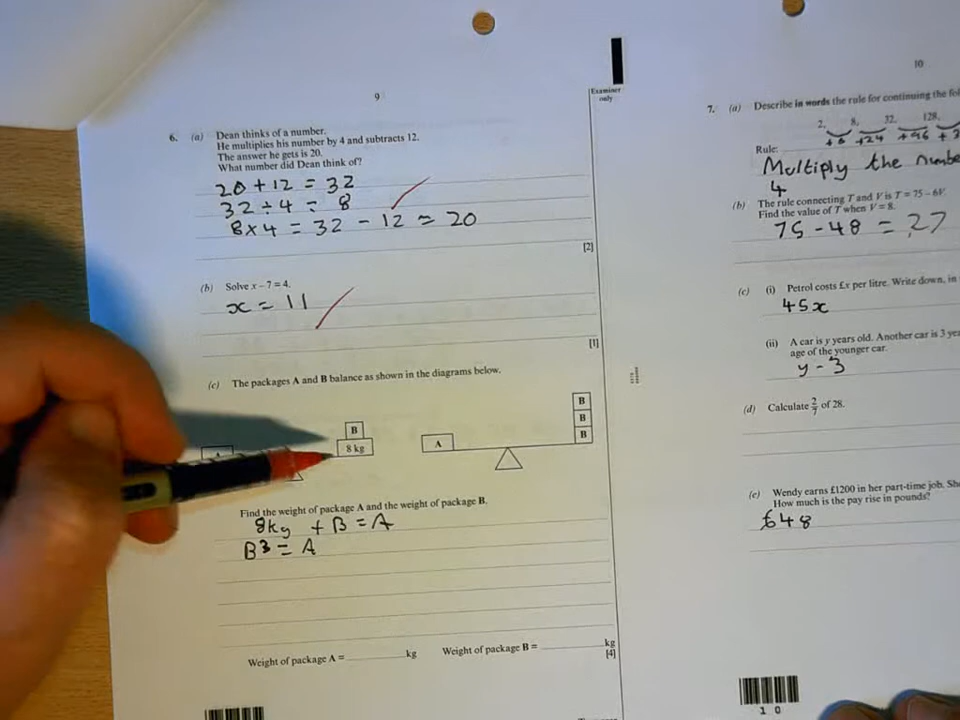 9
Examiner
only
6. (a) Dean thinks of a number.
He multiplies his number by 4 and subtracts 12.
The answer he gets is 20.
What number did Dean think of?
20 + 12 = 32
32 ÷ 4 = 8
8 x 4 = 32 - 12 = 20
[2]
(b) Solve x – 7 = 4.
x = 11
[1]
(c) The packages A and B balance as shown in the diagrams below.
B
8 kg
A
B
B
B
Find the weight of package A and the weight of package B.
8kg + B = A
B3 = A
Weight of package A = kg Weight of package B = kg
[4]
10
7. (a) Describe in words the rule for continuing the
2, 8, 32, 128,
+6 +24 +96
Rule:
Multiply the
4
(b) The rule connecting T and V is T = 75 – 6V.
Find the value of T when V = 8.
75 - 48 = 27
(c) (i) Petrol costs £x per litre. Write down, in
45x
(ii) A car is y years old. Another car is 3
age of the younger car.
y - 3
(d) Calculate 2/7 of 28.
(e) Wendy earns £1200 in her part-time job.
How much is the pay rise in pounds?
£48
1 0